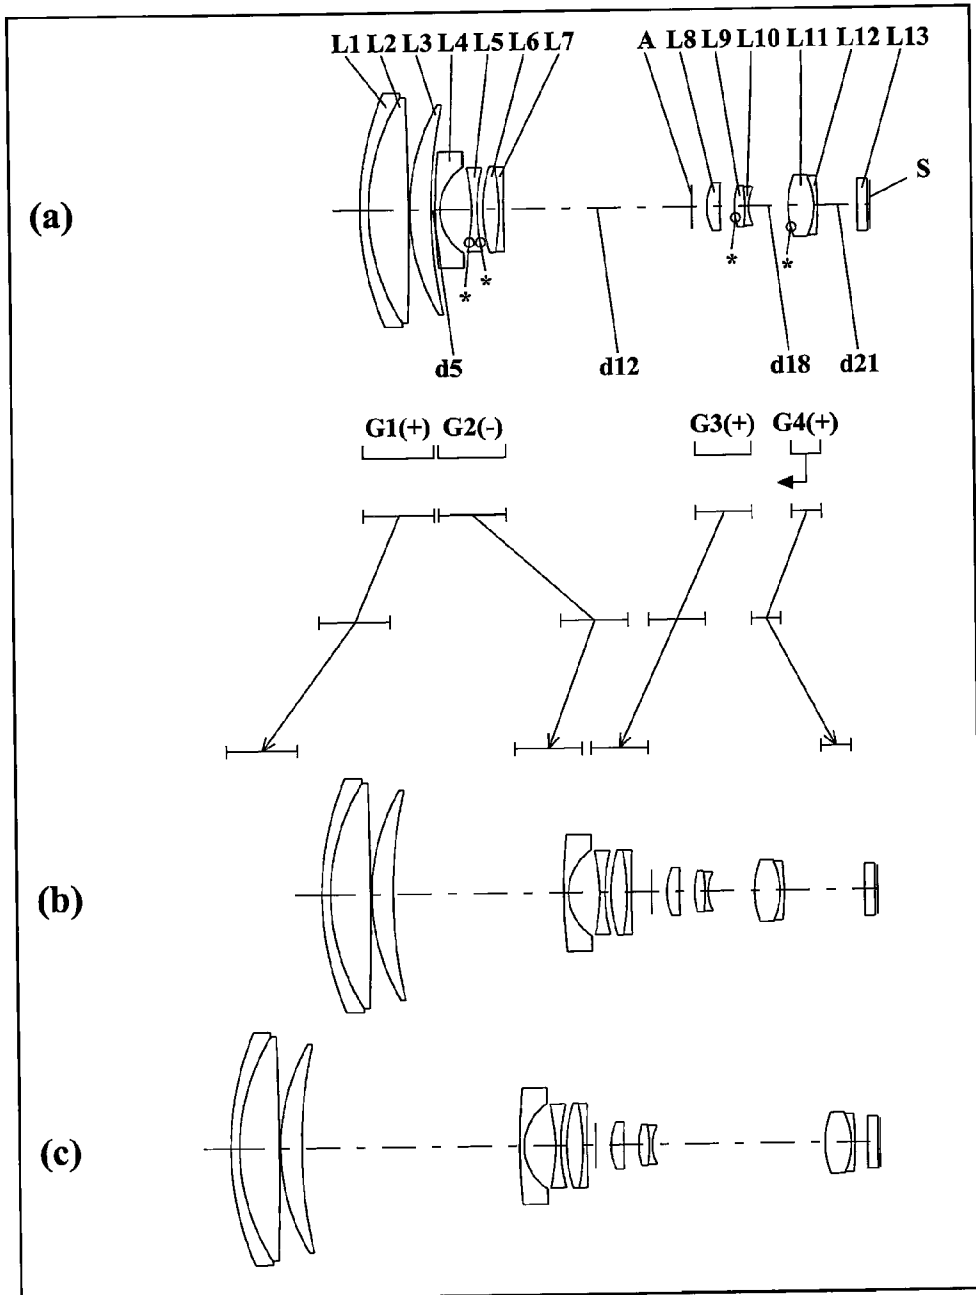 L1 L2 L3 L4 L5 L6 L7 A L8 L9 L10 L11 L12 L13
S
(a)
* * * *
d5 d12 d18 d21
G1(+) G2(-) G3(+) G4(+)
(b)
(c)